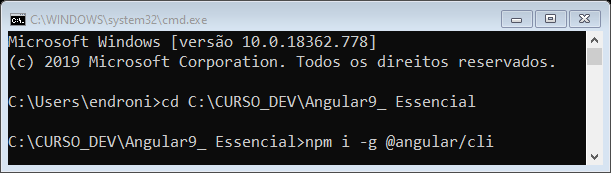 C:\WINDOWS\system32\cmd.exe
Microsoft Windows [versão 10.0.18362.778]
(c) 2019 Microsoft Corporation. Todos os direitos reservados.
C:\Users\endroni>cd C:\CURSO_DEV\Angular9_ Essencial
C:\CURSO_DEV\Angular9_ Essencial>npm i -g @angular/cli